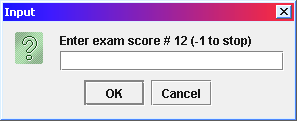 Input
Enter exam score # 12 (-1 to stop)
OK Cancel